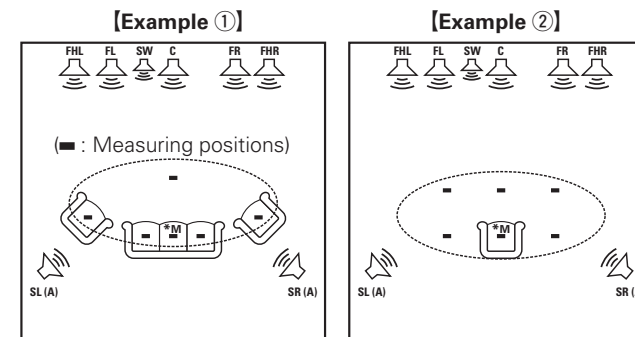 【Example ①】
【Example ②】
FHL FL SW C FR FHR
FHL FL SW C FR FHR
(▬ : Measuring positions)
*M
*M
SL (A)
SR (A)
SL (A)
SR (